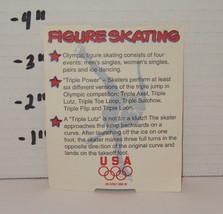 -4"
-3"
-2"
-1"
FIGURE SKATING
Olympic figure skating consists of four
events: men's singles, women's singles,
pairs and ice dancing.
"Triple Power" – Skaters perform at least
six different versions of the triple jump in
Olympic competition: Triple Axel, Triple
Lutz, Triple Toe Loop, Triple Salchow,
Triple Flip and Triple Loop.
A "Triple Lutz" is not for a klutz!! The skater
approaches the jump backwards on a
curve. After launching off the ice on one
foot, the skater makes three full turns in the
opposite direction of the original curve and
lands on the takeoff foot.
USA